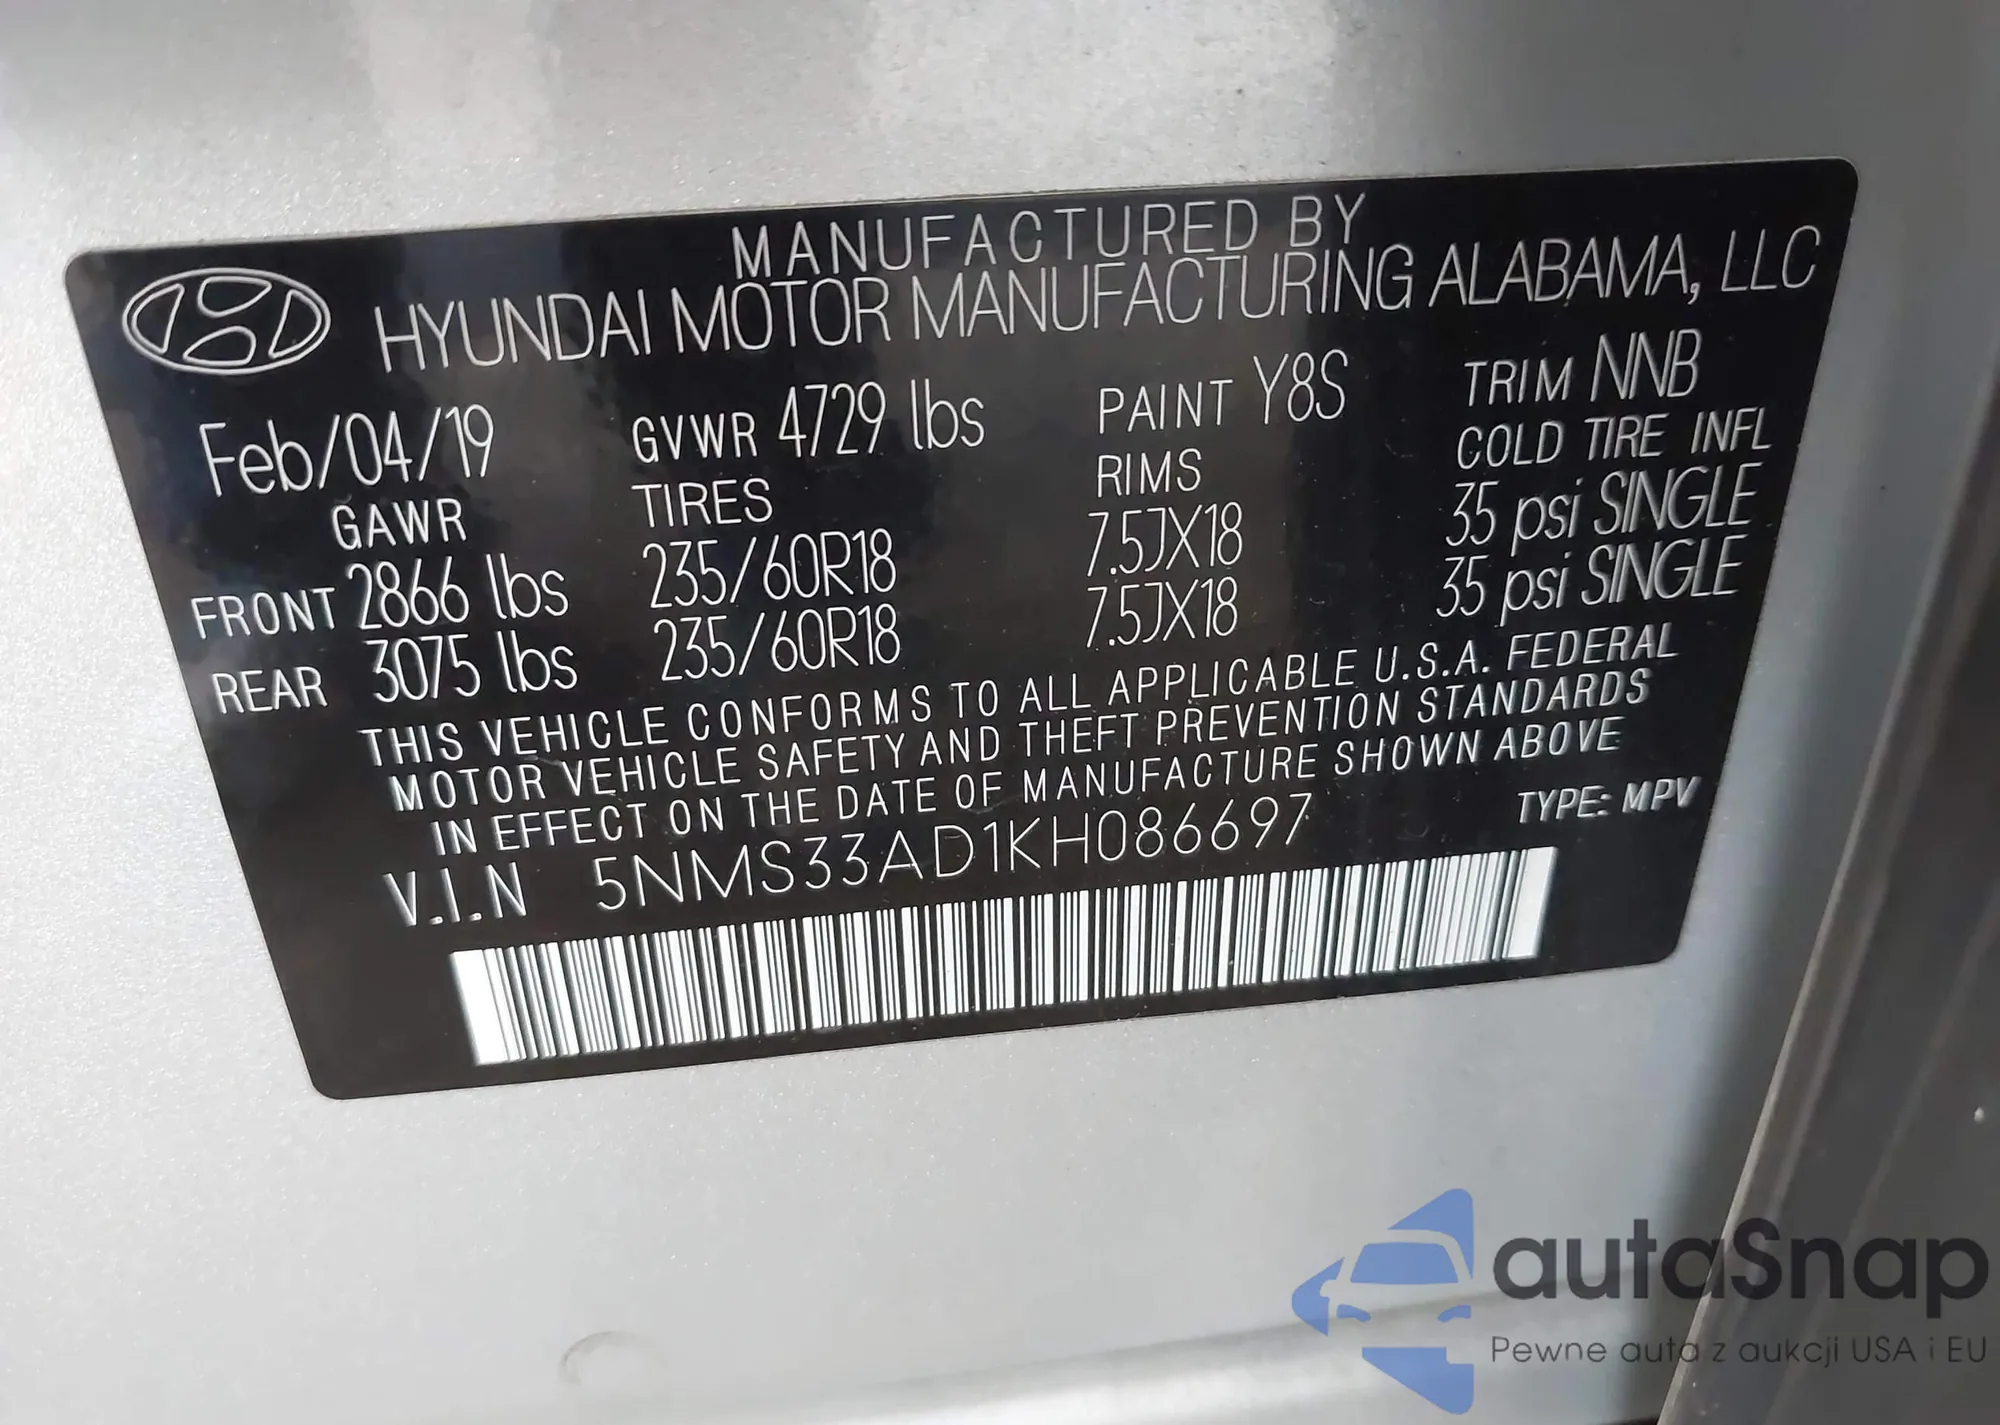 MANUFACTURED BY
HYUNDAI MOTOR MANUFACTURING ALABAMA, LLC
Feb/04/19 GVWR 4729 lbs PAINT Y8S TRIM NNB
GAWR TIRES RIMS COLD TIRE INFL
FRONT 2866 lbs 235/60R18 7.5JX18 35 psi SINGLE
REAR 3075 lbs 235/60R18 7.5JX18 35 psi SINGLE
THIS VEHICLE CONFORMS TO ALL APPLICABLE U.S.A. FEDERAL
MOTOR VEHICLE SAFETY AND THEFT PREVENTION STANDARDS
IN EFFECT ON THE DATE OF MANUFACTURE SHOWN ABOVE
V.I.N 5NMS33AD1KH086697 TYPE: MPV
autaSnap
Pewne auta z aukcji USA i EU